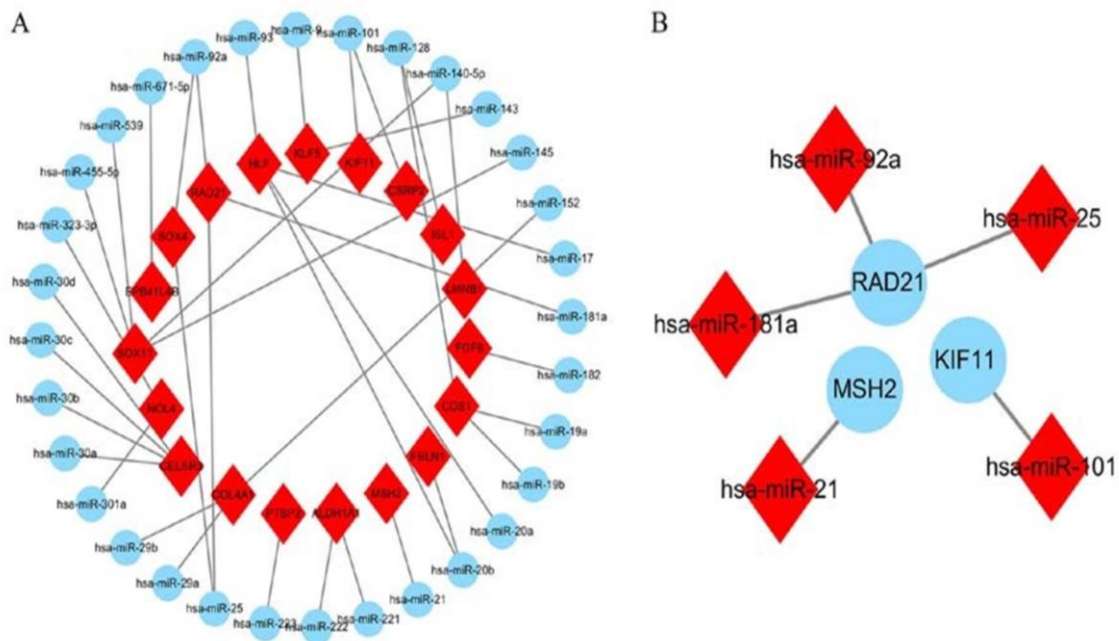 A
hsa-miR-93
hsa-miR-9
hsa-miR-101
hsa-miR-128
hsa-miR-92a
hsa-miR-140-5p
hsa-miR-671-5p
hsa-miR-143
hsa-miR-539
hsa-miR-145
hsa-miR-455-5p
hsa-miR-152
hsa-miR-323-3p
hsa-miR-17
hsa-miR-30d
hsa-miR-181a
hsa-miR-30c
hsa-miR-182
hsa-miR-30b
hsa-miR-19a
hsa-miR-30a
hsa-miR-19b
hsa-miR-301a
hsa-miR-20a
hsa-miR-29b
hsa-miR-20b
hsa-miR-29a
hsa-miR-21
hsa-miR-25
hsa-miR-221
hsa-miR-223
hsa-miR-222
HLF
KLF5
KIF11
CSRP2
RAD21
ISL1
SOX4
LMNB1
EPB41L4B
SOX11
NOL4
CDS1
CELSR3
FBLN1
COL4A1
MSH2
PTBP2
ALDH1A1
B
hsa-miR-92a
hsa-miR-25
RAD21
hsa-miR-181a
KIF11
MSH2
hsa-miR-21
hsa-miR-101